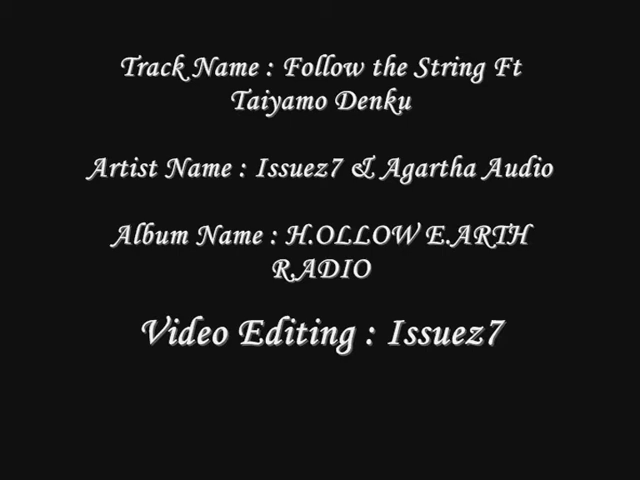 Track Name : Follow the String Ft
Taiyamo Denku
Artist Name : Issuez7 & Agartha Audio
Album Name : H.OLLOW E.ARTH
R.ADIO
Video Editing : Issuez7